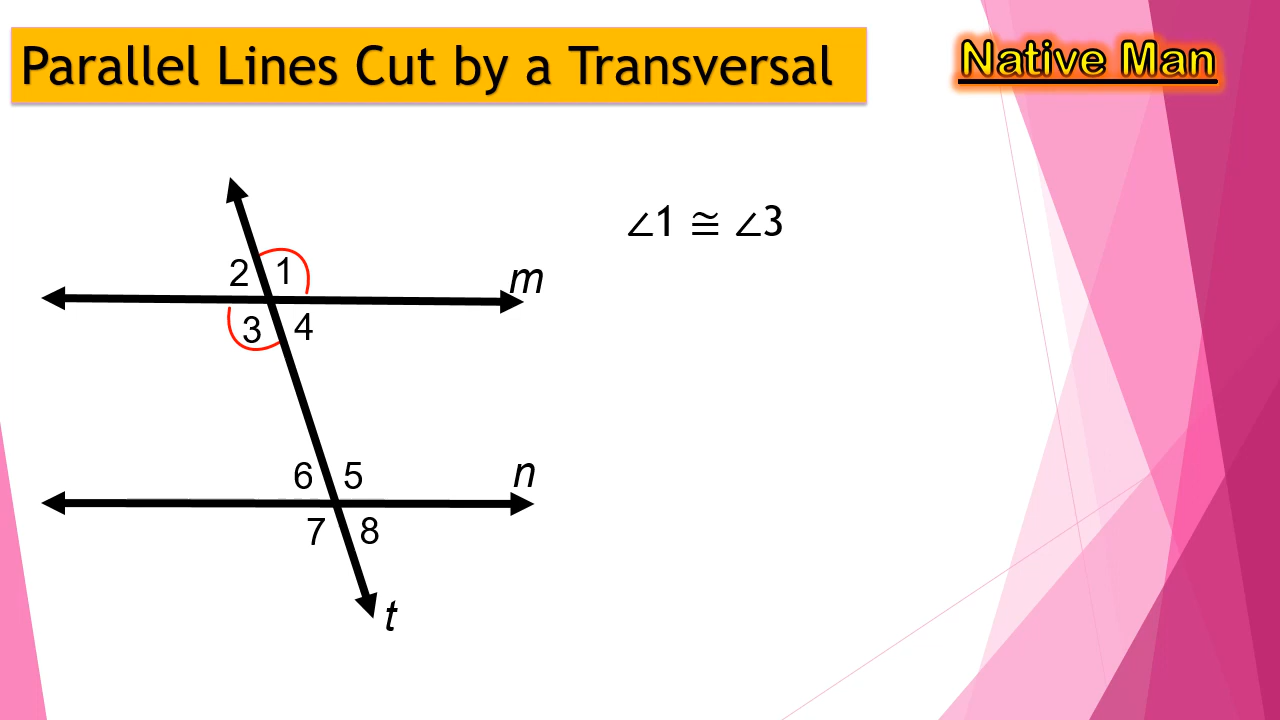 Parallel Lines Cut by a Transversal
Native Man
∠1 ≅ ∠3
2 1
m
3 4
6 5
n
7 8
t